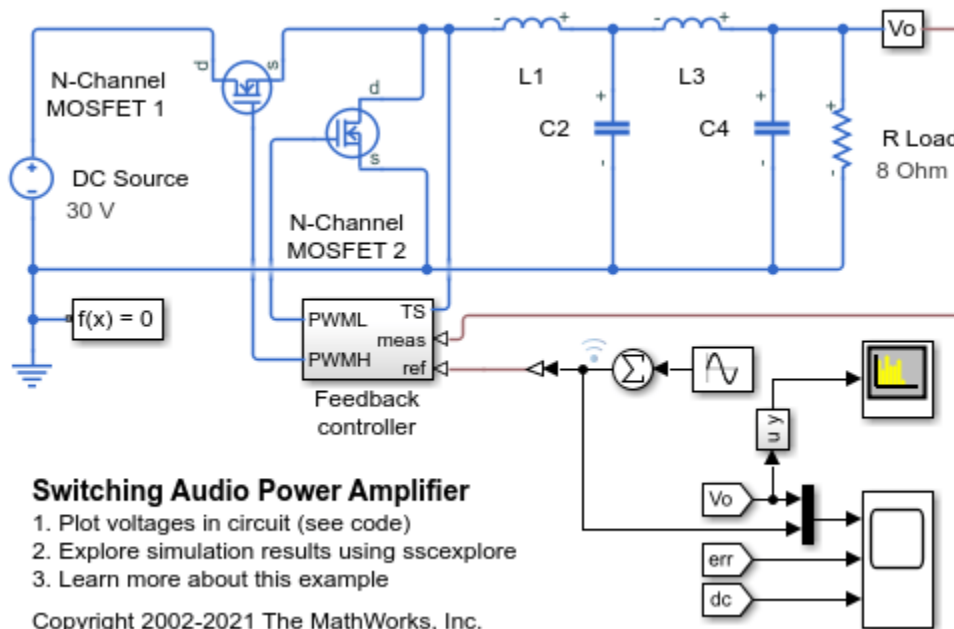 Vo
d
s
N-Channel
MOSFET 1
L1
L3
d
s
C2
C4
R Load
8 Ohm
DC Source
30 V
N-Channel
MOSFET 2
f(x) = 0
PWML
TS
meas
PWMH
ref
Σ
Feedback
controller
u y
Switching Audio Power Amplifier
1. Plot voltages in circuit (see code)
2. Explore simulation results using sscexplore
3. Learn more about this example
Copyright 2002-2021 The MathWorks, Inc.
Vo
err
dc